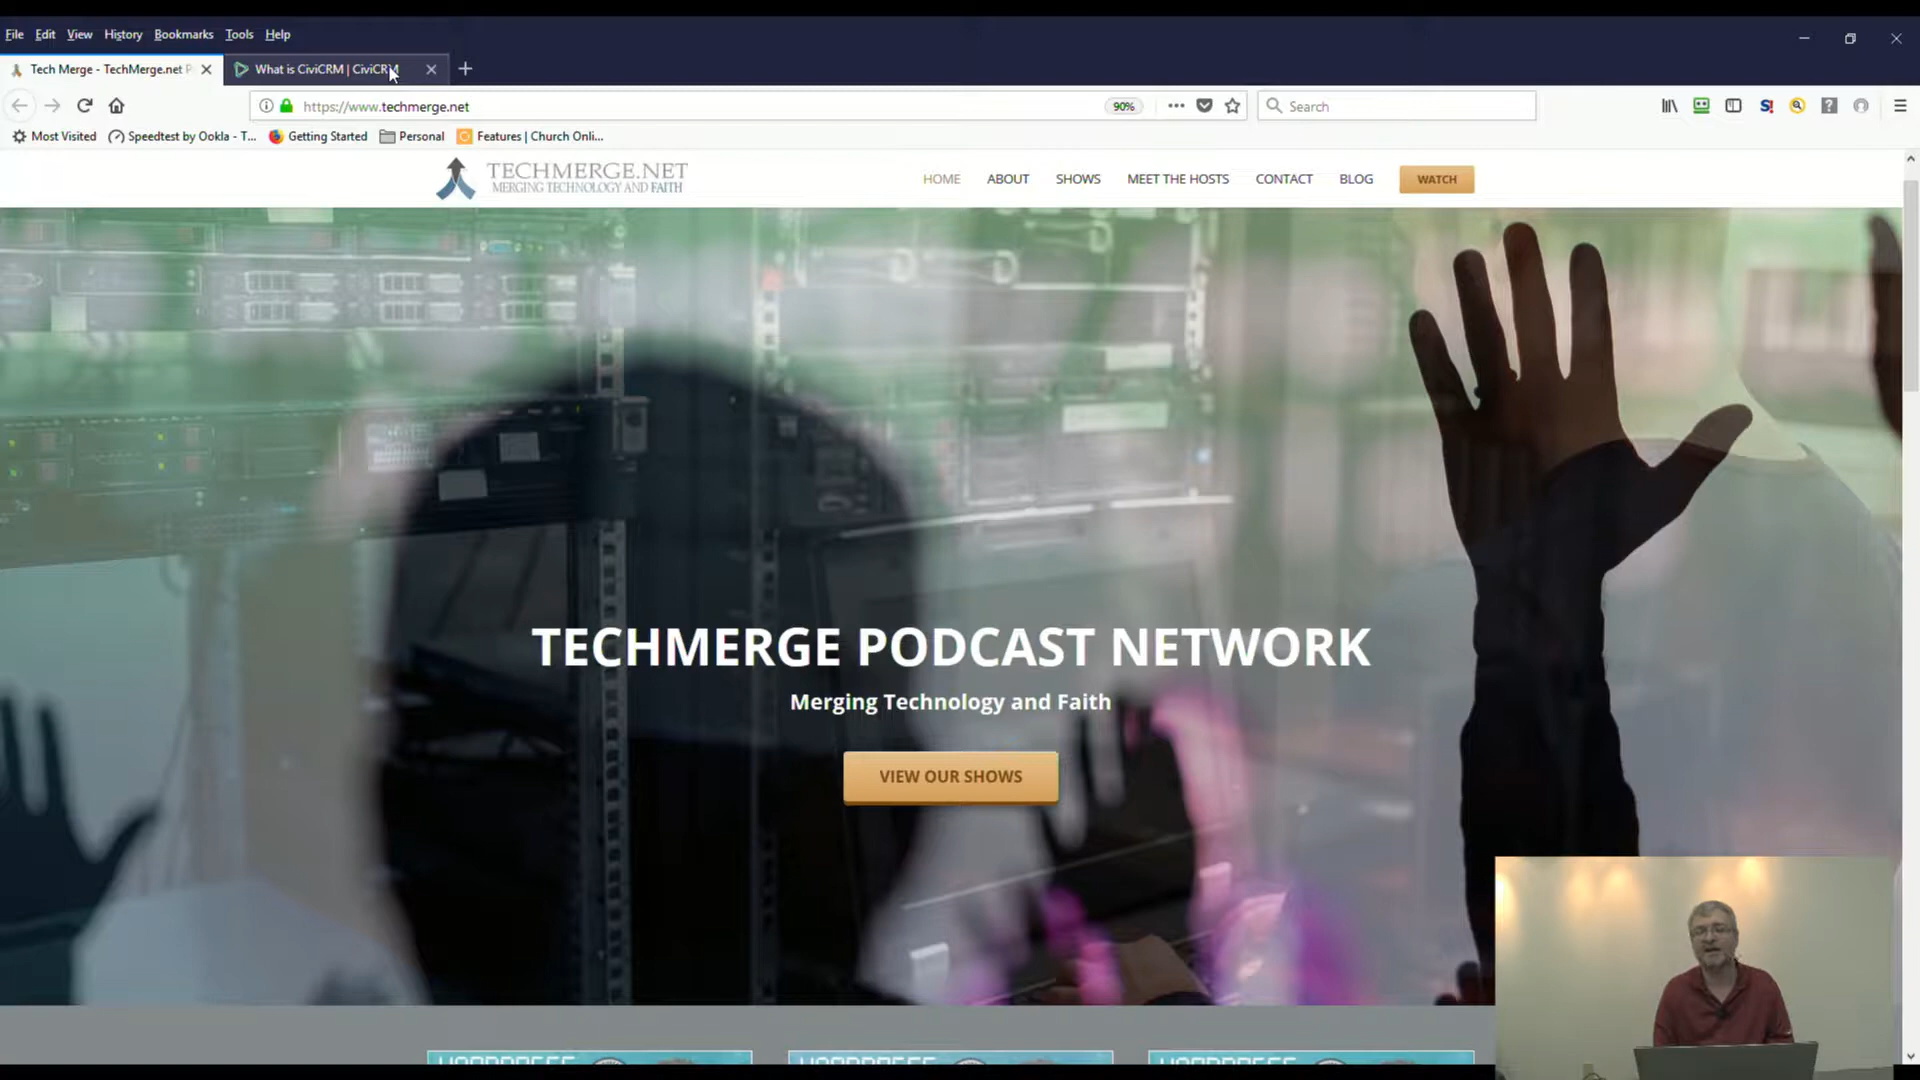 File Edit View History Bookmarks Tools Help
Tech Merge - TechMerge.net P
What is CiviCRM | CiviCRM
https://www.techmerge.net
90%
Search
Most Visited
Speedtest by Ookla - T...
Getting Started
Personal
Features | Church Onli...
TECHMERGE.NET
MERGING TECHNOLOGY AND FAITH
HOME ABOUT SHOWS MEET THE HOSTS CONTACT BLOG WATCH
TECHMERGE PODCAST NETWORK
Merging Technology and Faith
VIEW OUR SHOWS